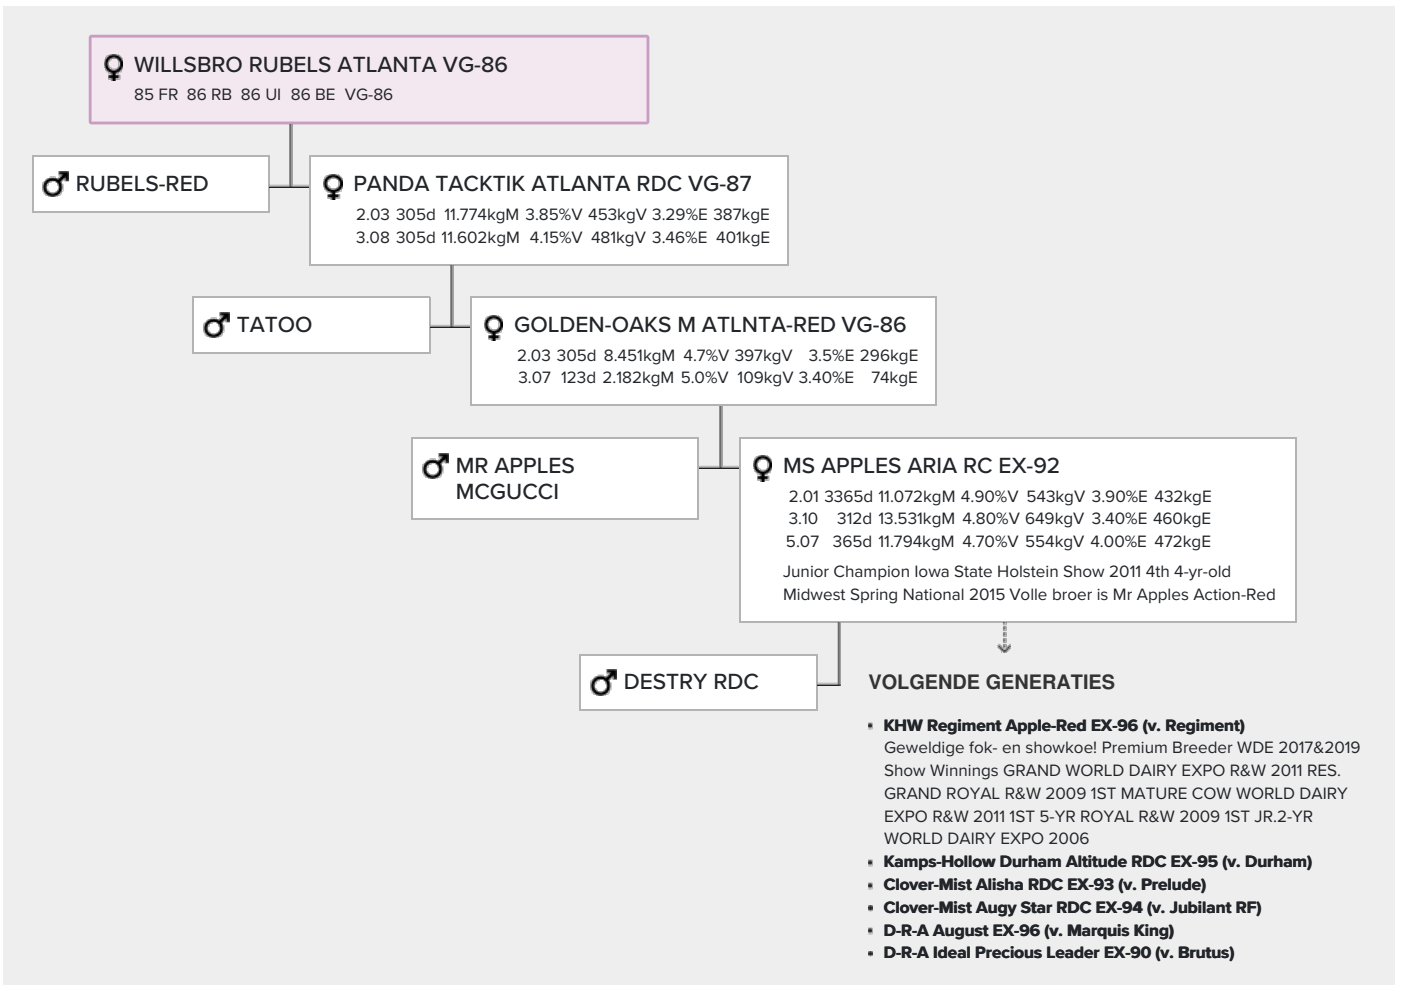 WILLSBRO RUBELS ATLANTA VG-86
85 FR 86 RB 86 UI 86 BE VG-86
RUBELS-RED
PANDA TACKTIK ATLANTA RDC VG-87
2.03 305d 11.774kgM 3.85%V 453kgV 3.29%E 387kgE
3.08 305d 11.602kgM 4.15%V 481kgV 3.46%E 401kgE
TATOO
GOLDEN-OAKS M ATLNTA-RED VG-86
2.03 305d 8.451kgM 4.7%V 397kgV 3.5%E 296kgE
3.07 123d 2.182kgM 5.0%V 109kgV 3.40%E 74kgE
MR APPLES
MCGUCCI
MS APPLES ARIA RC EX-92
2.01 3365d 11.072kgM 4.90%V 543kgV 3.90%E 432kgE
3.10 312d 13.531kgM 4.80%V 649kgV 3.40%E 460kgE
5.07 365d 11.794kgM 4.70%V 554kgV 4.00%E 472kgE
Junior Champion Iowa State Holstein Show 2011 4th 4-yr-old
Midwest Spring National 2015 Volle broer is Mr Apples Action-Red
DESTRY RDC
VOLGENDE GENERATIES
▪ KHW Regiment Apple-Red EX-96 (v. Regiment)
Geweldige fok- en showkoe! Premium Breeder WDE 2017&2019
Show Winnings GRAND WORLD DAIRY EXPO R&W 2011 RES.
GRAND ROYAL R&W 2009 1ST MATURE COW WORLD DAIRY
EXPO R&W 2011 1ST 5-YR ROYAL R&W 2009 1ST JR.2-YR
WORLD DAIRY EXPO 2006
▪ Kamps-Hollow Durham Altitude RDC EX-95 (v. Durham)
▪ Clover-Mist Alisha RDC EX-93 (v. Prelude)
▪ Clover-Mist Augy Star RDC EX-94 (v. Jubilant RF)
▪ D-R-A August EX-96 (v. Marquis King)
▪ D-R-A Ideal Precious Leader EX-90 (v. Brutus)